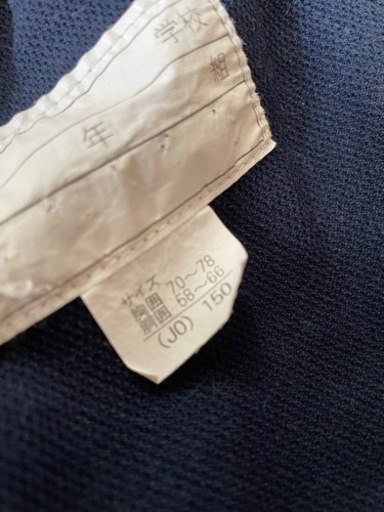 学校
年 組
サイズ
胸囲 70～78
胴囲 58～66
(JO) 150